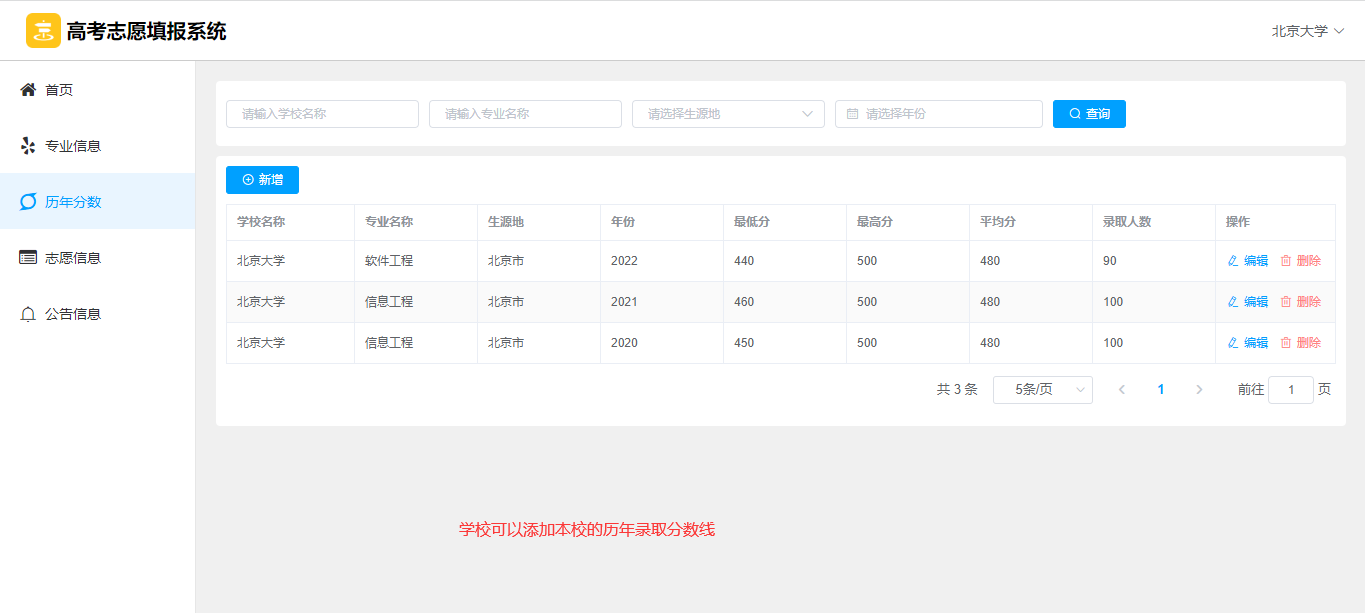 高考志愿填报系统
北京大学
首页
专业信息
历年分数
志愿信息
公告信息
请输入学校名称 请输入专业名称 请选择生源地 请选择年份 查询
新增
学校名称 专业名称 生源地 年份 最低分 最高分 平均分 录取人数 操作
北京大学 软件工程 北京市 2022 440 500 480 90 编辑 删除
北京大学 信息工程 北京市 2021 460 500 480 100 编辑 删除
北京大学 信息工程 北京市 2020 450 500 480 100 编辑 删除
共 3 条 5条/页 1 前往 1 页
学校可以添加本校的历年录取分数线